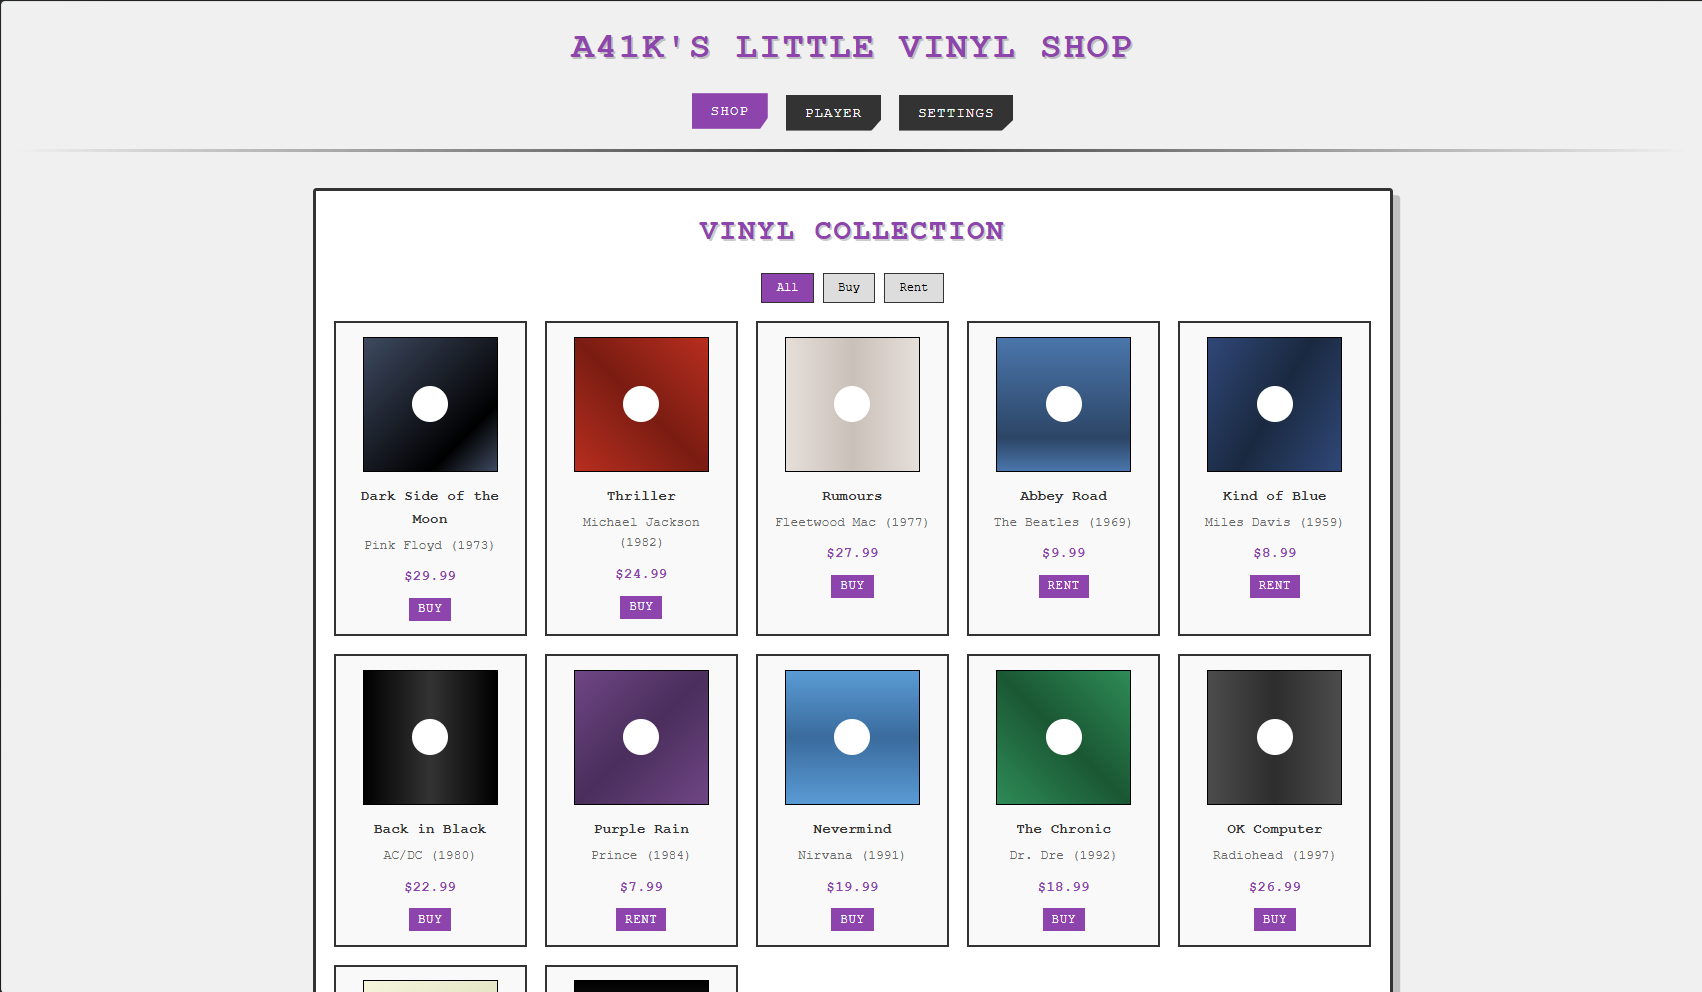 A41K'S LITTLE VINYL SHOP
SHOP
PLAYER
SETTINGS
VINYL COLLECTION
All
Buy
Rent
Dark Side of the
Moon
Pink Floyd (1973)
$29.99
BUY
Thriller
Michael Jackson
(1982)
$24.99
BUY
Rumours
Fleetwood Mac (1977)
$27.99
BUY
Abbey Road
The Beatles (1969)
$9.99
RENT
Kind of Blue
Miles Davis (1959)
$8.99
RENT
Back in Black
AC/DC (1980)
$22.99
BUY
Purple Rain
Prince (1984)
$7.99
RENT
Nevermind
Nirvana (1991)
$19.99
BUY
The Chronic
Dr. Dre (1992)
$18.99
BUY
OK Computer
Radiohead (1997)
$26.99
BUY